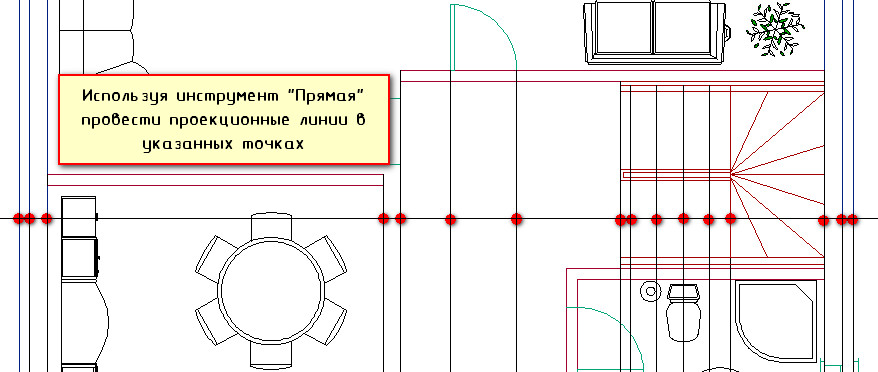 Используя инструмент "Прямая"
провести проекционные линии в
указанных точках